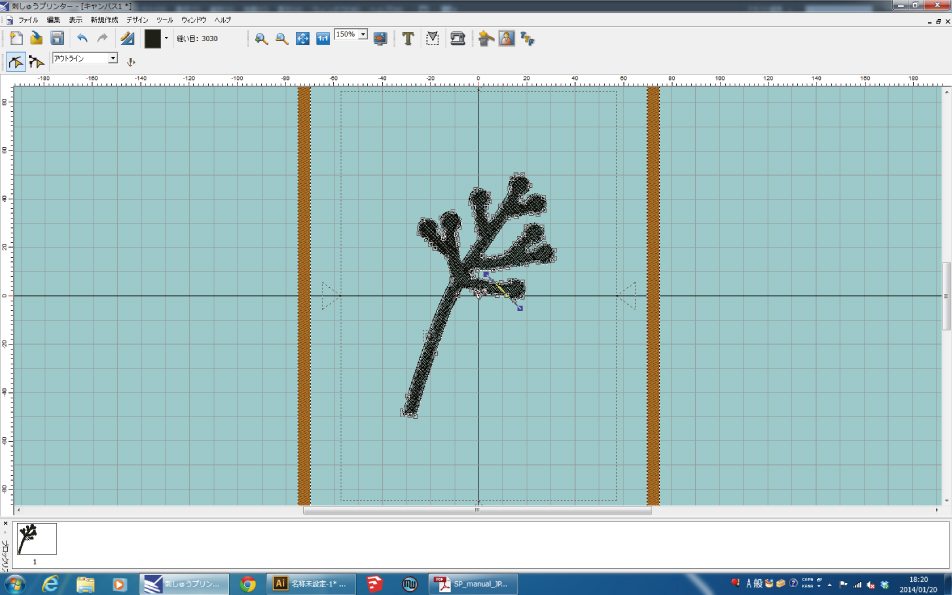 刺しゅうプリンター - [キャンバス1 *]
ファイル 編集 表示 新規作成 デザイン ツール ウィンドウ ヘルプ
縫い目: 3030
150%
アウトライン
-180 -160 -140 -120 -100 -80 -60 -40 -20 0 20 40 60 80 100 120 140 160 180
80
60
40
20
0
-20
-40
-60
-80
1
刺しゅうプリン...
Ai 名称未設定-1* ...
SP_manual_JP...
A 般
CAPS
KANA
18:20
2014/01/20